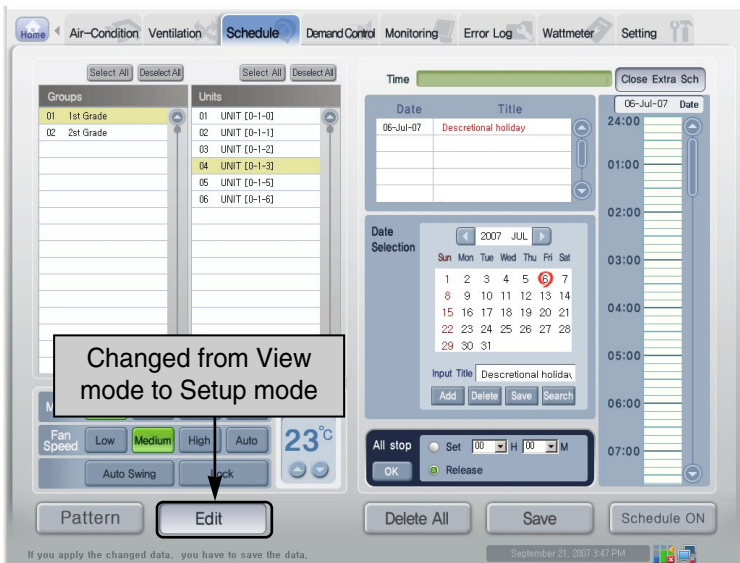 Home Air-Condition Ventilation Schedule Demand Control Monitoring Error Log Wattmeter Setting
Select All Deselect All Select All Deselect All
Groups Units
01 1st Grade 01 UNIT [0-1-0]
02 2st Grade 02 UNIT [0-1-1]
03 UNIT [0-1-2]
04 UNIT [0-1-3]
05 UNIT [0-1-5]
06 UNIT [0-1-6]
Changed from View
mode to Setup mode
Fan
Speed Low Medium High Auto 23°C
Auto Swing Lock
Pattern Edit
If you apply the changed data, you have to save the data.
Time Close Extra Sch
Date Title
06-Jul-07 Descretional holiday
Date
Selection
2007 JUL
Sun Mon Tue Wed Thu Fri Sat
1 2 3 4 5 6 7
8 9 10 11 12 13 14
15 16 17 18 19 20 21
22 23 24 25 26 27 28
29 30 31
Input Title Descretional holiday
Add Delete Save Search
All stop Set 00 H 00 M
OK Release
06-Jul-07 Date
24:00
01:00
02:00
03:00
04:00
05:00
06:00
07:00
Delete All Save Schedule ON
September 21, 2007 3:47 PM